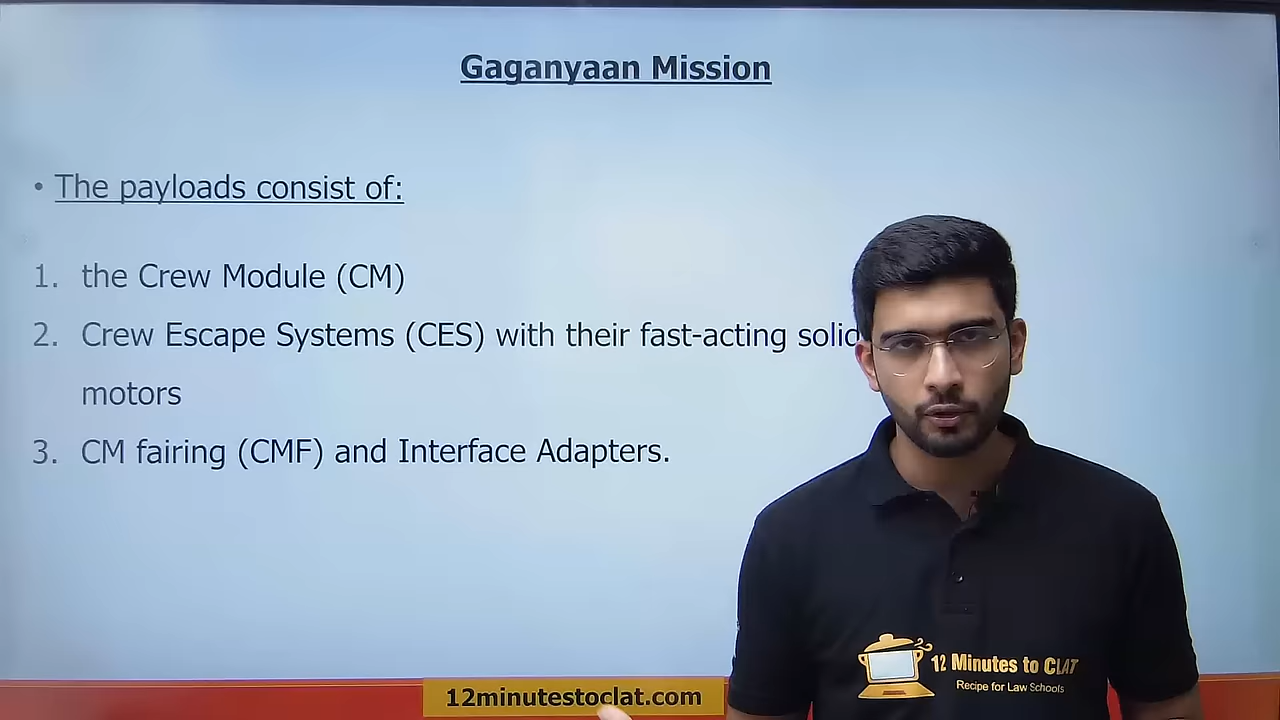 Gaganyaan Mission
• The payloads consist of:
1. the Crew Module (CM)
2. Crew Escape Systems (CES) with their fast-acting solid
motors
3. CM fairing (CMF) and Interface Adapters.
12 Minutes to CLAT
Recipe for Law Schools
12minutestoclat.com